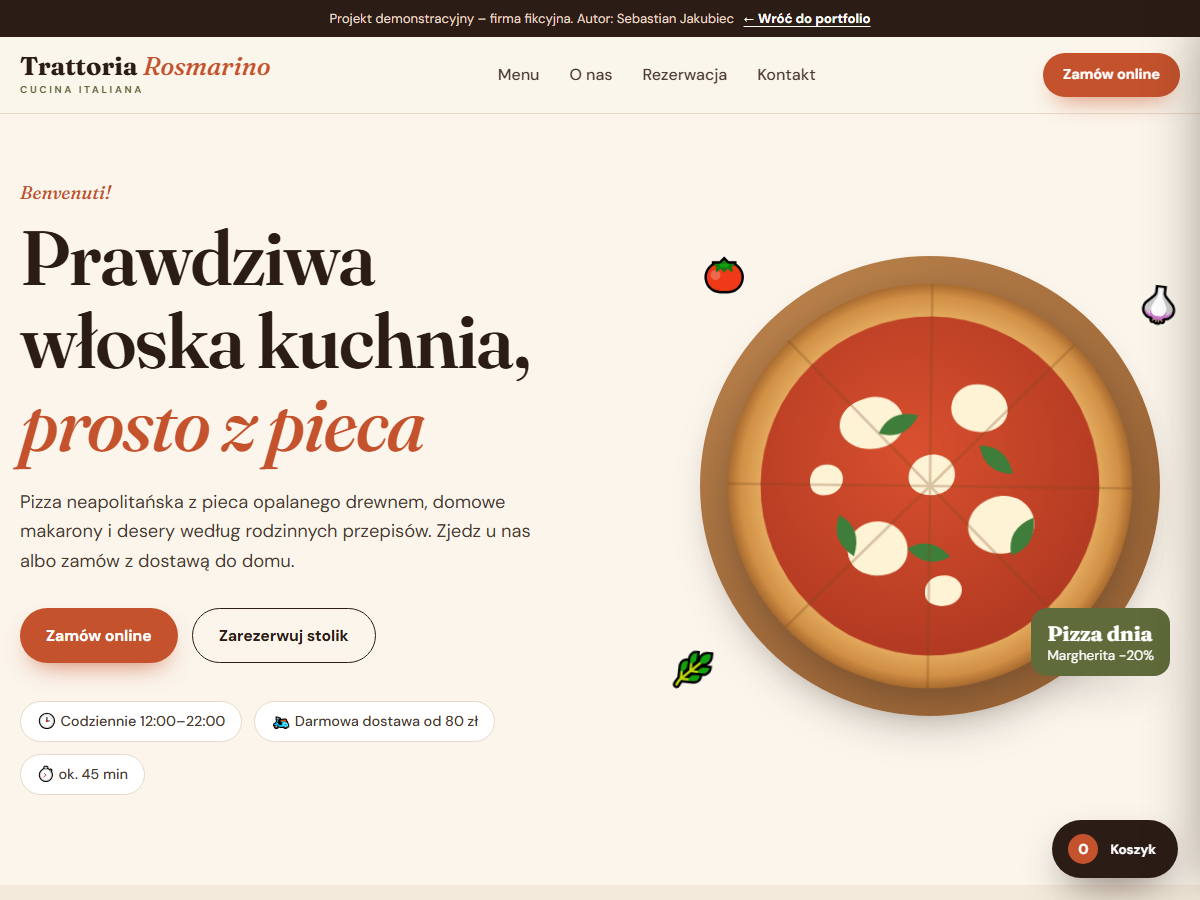 Projekt demonstracyjny – firma fikcyjna. Autor: Sebastian Jakubiec ← Wróć do portfolio
Trattoria Rosmarino
CUCINA ITALIANA
Menu O nas Rezerwacja Kontakt
Zamów online
Benvenuti!
Prawdziwa
włoska kuchnia,
prosto z pieca
Pizza neapolitańska z pieca opalanego drewnem, domowe
makarony i desery według rodzinnych przepisów. Zjedz u nas
albo zamów z dostawą do domu.
Zamów online Zarezerwuj stolik
Codziennie 12:00–22:00 Darmowa dostawa od 80 zł
ok. 45 min
Pizza dnia
Margherita −20%
0 Koszyk